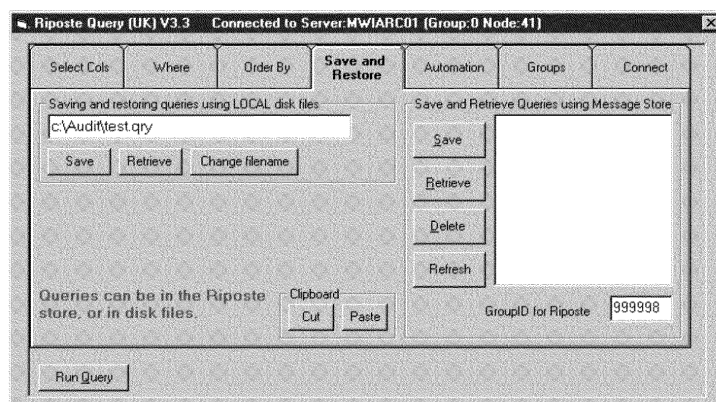 Riposte Query (UK) V3.3 Connected to Server:MWIARC01 (Group:0 Node:41)
Select Cols Where Order By Save and Restore Automation Groups Connect
Saving and restoring queries using LOCAL disk files
c:\Audit\test.qry
Save Retrieve Change filename
Save and Retrieve Queries using Message Store
Save
Retrieve
Delete
Refresh
Queries can be in the Riposte
store, or in disk files.
Clipboard
Cut Paste
GroupID for Riposte 999998
Run Query